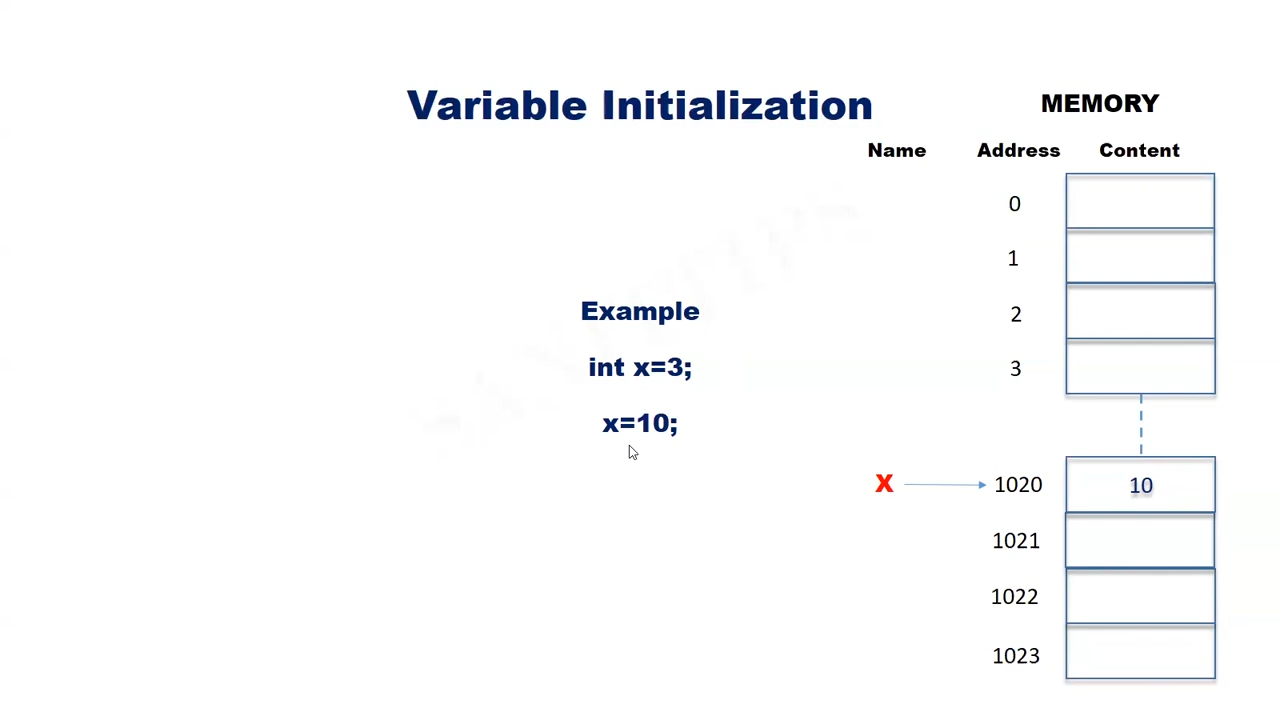 Variable Initialization
MEMORY
Name Address Content
0
1
Example
2
int x=3;
3
x=10;
X 1020 10
1021
1022
1023